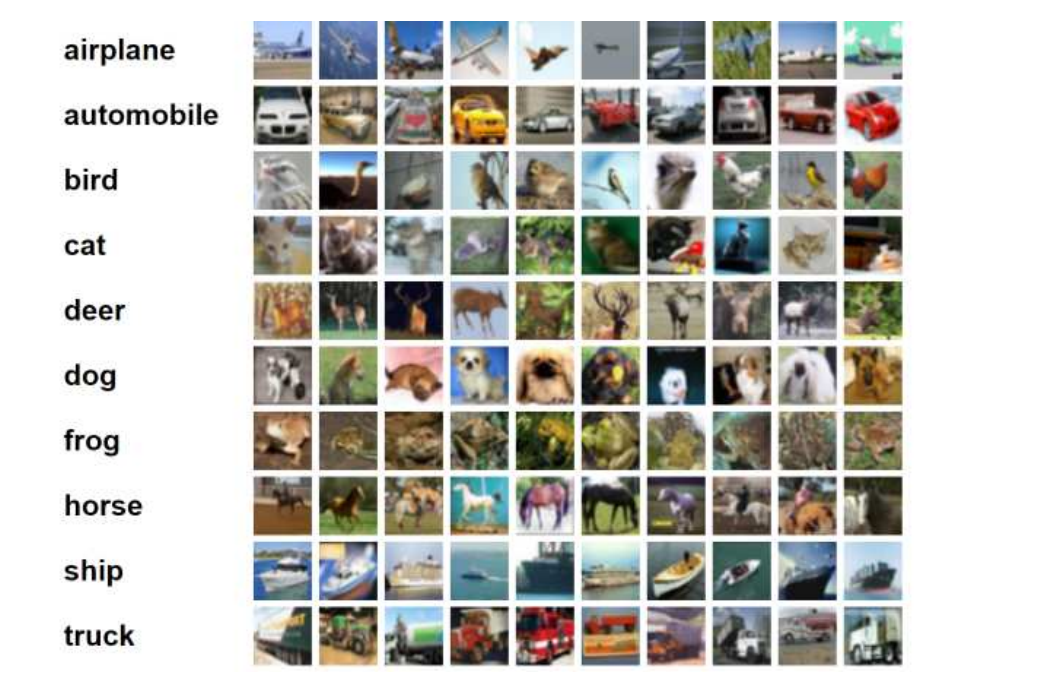 airplane
automobile
bird
cat
deer
dog
frog
horse
ship
truck